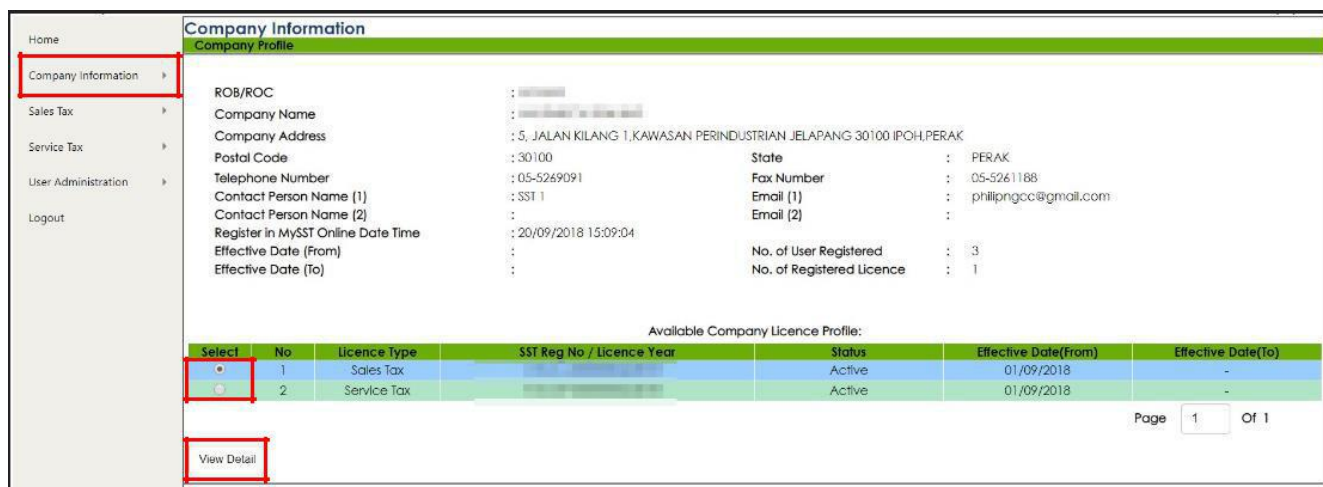 Home
Company Information
Sales Tax
Service Tax
User Administration
Logout
Company Information
Company Profile
ROB/ROC :
Company Name :
Company Address : 5, JALAN KILANG 1,KAWASAN PERINDUSTRIAN JELAPANG 30100 IPOH,PERAK
Postal Code : 30100 State : PERAK
Telephone Number : 05-5269091 Fax Number : 05-5261188
Contact Person Name (1) : SST 1 Email (1) : philipngcc@gmail.com
Contact Person Name (2) : Email (2) :
Register in MySST Online Date Time : 20/09/2018 15:09:04
Effective Date (From) : No. of User Registered : 3
Effective Date (To) : No. of Registered Licence : 1
Available Company Licence Profile:
Select No Licence Type SST Reg No / Licence Year Status Effective Date(From) Effective Date(To)
1 Sales Tax Active 01/09/2018 -
2 Service Tax Active 01/09/2018 -
Page 1 Of 1
View Detail